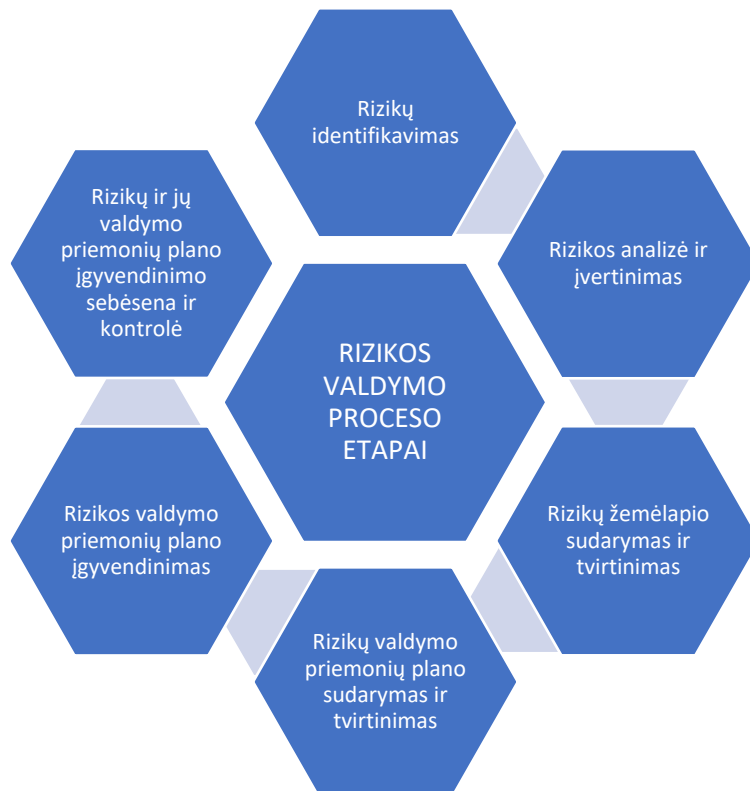 Rizikų
identifikavimas
Rizikos analizė ir
įvertinimas
Rizikų žemėlapio
sudarymas ir
tvirtinimas
Rizikų valdymo
priemonių plano
sudarymas ir
tvirtinimas
Rizikos valdymo
priemonių plano
įgyvendinimas
Rizikų ir jų
valdymo
priemonių plano
įgyvendinimo
sebėsena ir
kontrolė
RIZIKOS
VALDYMO
PROCESO
ETAPAI